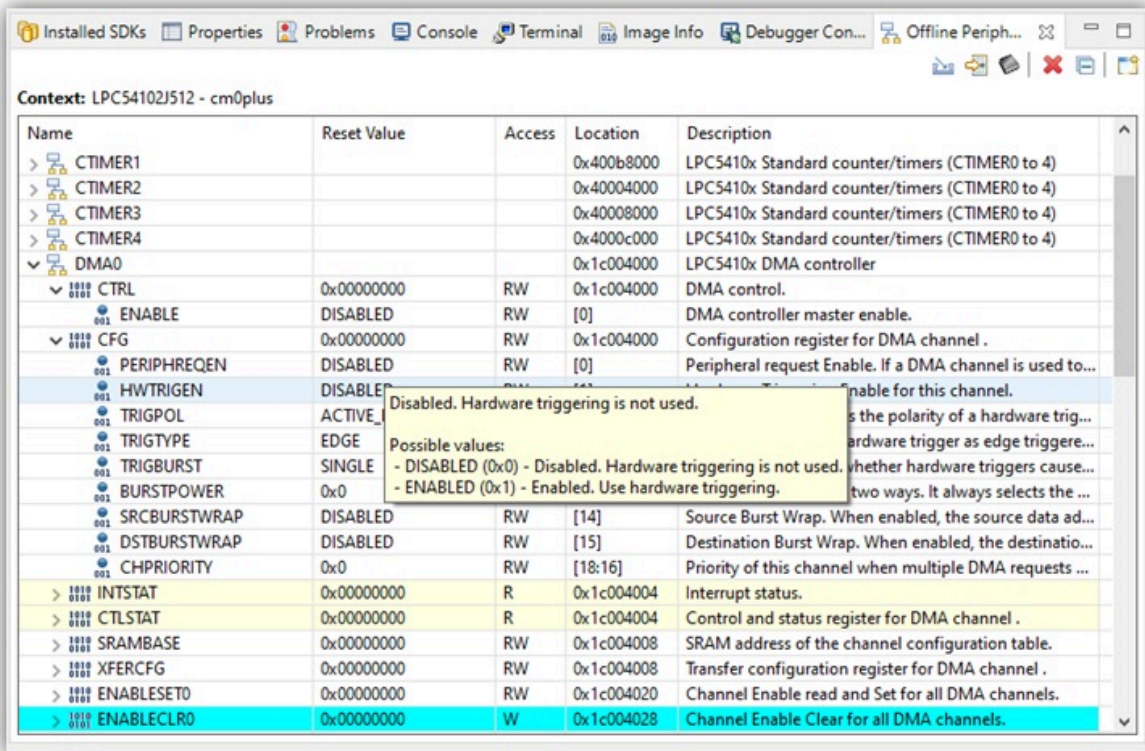 Installed SDKs Properties Problems Console Terminal Image Info Debugger Con... Offline Periph...
Context: LPC54102J512 - cm0plus
Name Reset Value Access Location Description
CTIMER1 0x400b8000 LPC5410x Standard counter/timers (CTIMER0 to 4)
CTIMER2 0x40004000 LPC5410x Standard counter/timers (CTIMER0 to 4)
CTIMER3 0x40008000 LPC5410x Standard counter/timers (CTIMER0 to 4)
CTIMER4 0x4000c000 LPC5410x Standard counter/timers (CTIMER0 to 4)
DMA0 0x1c004000 LPC5410x DMA controller
CTRL 0x00000000 RW 0x1c004000 DMA control.
ENABLE DISABLED RW [0] DMA controller master enable.
CFG 0x00000000 RW 0x1c004000 Configuration register for DMA channel .
PERIPHREQEN DISABLED RW [0] Peripheral request Enable. If a DMA channel is used to...
HWTRIGEN DISABLED Enable for this channel.
Disabled. Hardware triggering is not used.
TRIGPOL ACTIVE_ s the polarity of a hardware trig...
Possible values:
TRIGTYPE EDGE ardware trigger as edge triggere...
- DISABLED (0x0) - Disabled. Hardware triggering is not used.
TRIGBURST SINGLE whether hardware triggers cause...
- ENABLED (0x1) - Enabled. Use hardware triggering.
BURSTPOWER 0x0 two ways. It always selects the ...
SRCBURSTWRAP DISABLED RW [14] Source Burst Wrap. When enabled, the source data ad...
DSTBURSTWRAP DISABLED RW [15] Destination Burst Wrap. When enabled, the destinatio...
CHPRIORITY 0x0 RW [18:16] Priority of this channel when multiple DMA requests ...
INTSTAT 0x00000000 R 0x1c004004 Interrupt status.
CTLSTAT 0x00000000 R 0x1c004004 Control and status register for DMA channel .
SRAMBASE 0x00000000 RW 0x1c004008 SRAM address of the channel configuration table.
XFERCFG 0x00000000 RW 0x1c004008 Transfer configuration register for DMA channel .
ENABLESET0 0x00000000 RW 0x1c004020 Channel Enable read and Set for all DMA channels.
ENABLECLR0 0x00000000 W 0x1c004028 Channel Enable Clear for all DMA channels.